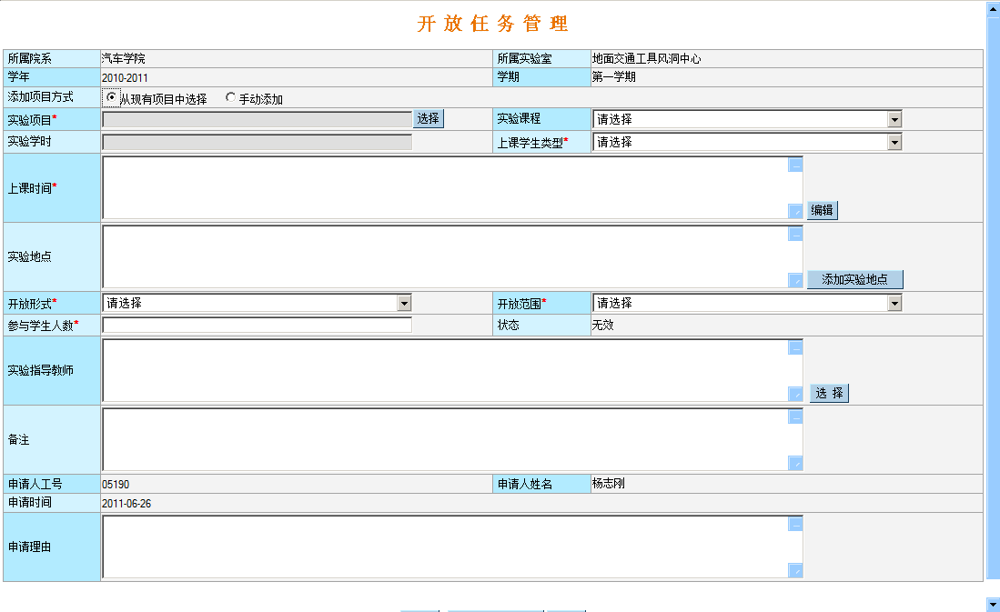 开放任务管理
所属院系 汽车学院 所属实验室 地面交通工具风洞中心
学年 2010-2011 学期 第一学期
添加项目方式 从现有项目中选择 手动添加
实验项目* 选择 实验课程 请选择
实验学时 上课学生类型* 请选择
上课时间* 编辑
实验地点 添加实验地点
开放形式* 请选择 开放范围* 请选择
参与学生人数* 状态 无效
实验指导教师 选 择
备注
申请人工号 05190 申请人姓名 杨志刚
申请时间 2011-06-26
申请理由